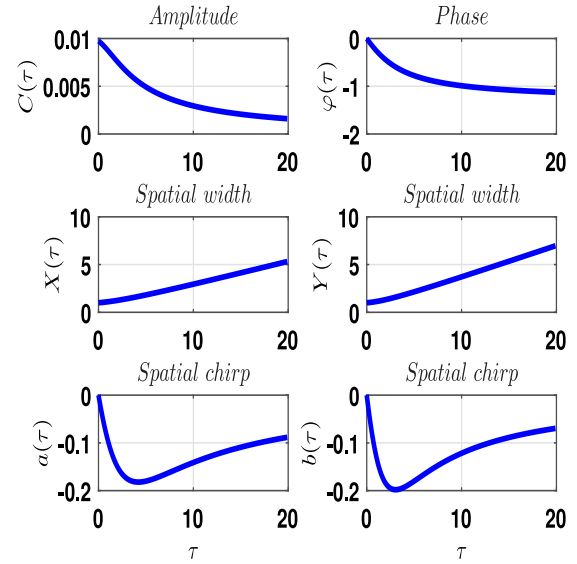 Amplitude
Phase
0.01
0.005
0
C(τ)
0 10 20
0
-1
-2
φ(τ)
0 10 20
Spatial width
Spatial width
10
5
0
X(τ)
0 10 20
10
5
0
Y(τ)
0 10 20
Spatial chirp
Spatial chirp
0
-0.1
-0.2
a(τ)
0 10 20
τ
0
-0.1
-0.2
b(τ)
0 10 20
τ